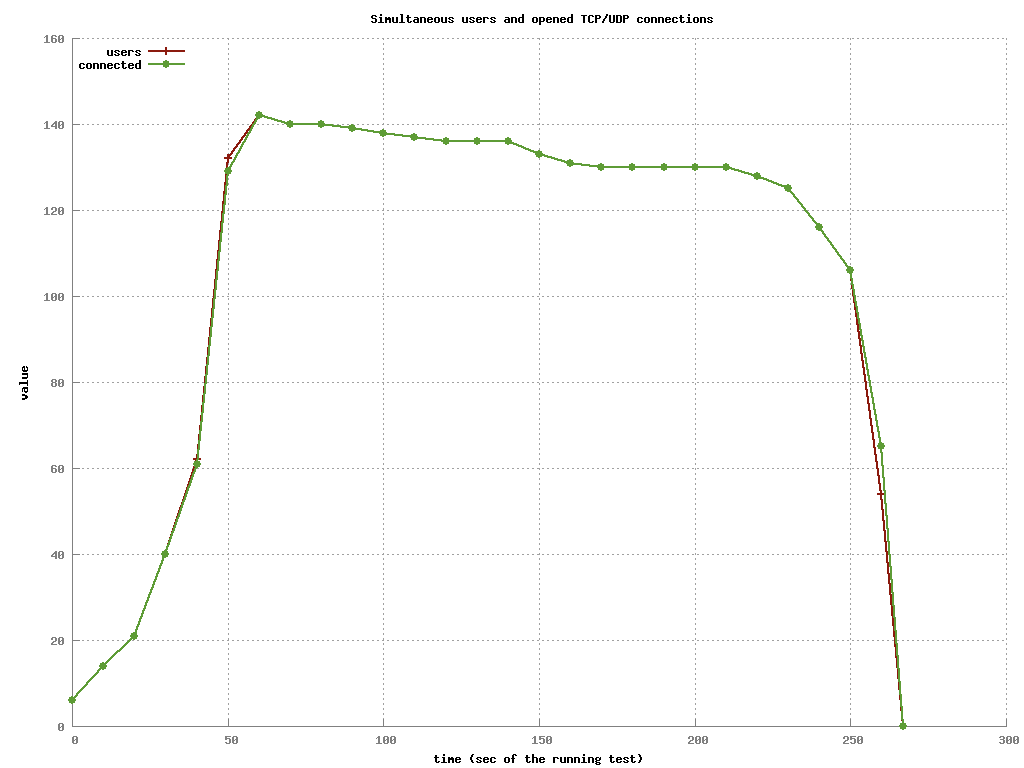 Simultaneous users and opened TCP/UDP connections
160
users
connected
140
120
100
value
80
60
40
20
0
0 50 100 150 200 250 300
time (sec of the running test)